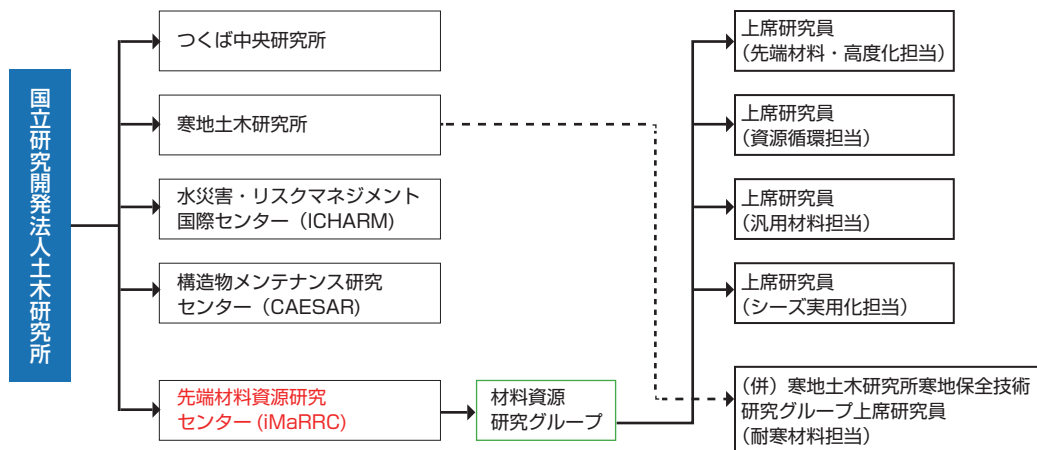 国立研究開発法人土木研究所
つくば中央研究所
寒地土木研究所
水災害・リスクマネジメント
国際センター（ICHARM）
構造物メンテナンス研究
センター（CAESAR）
先端材料資源研究
センター (iMaRRC)
材料資源
研究グループ
上席研究員
（先端材料・高度化担当）
上席研究員
（資源循環担当）
上席研究員
（汎用材料担当）
上席研究員
（シーズ実用化担当）
（併）寒地土木研究所寒地保全技術
研究グループ上席研究員
（耐寒材料担当）